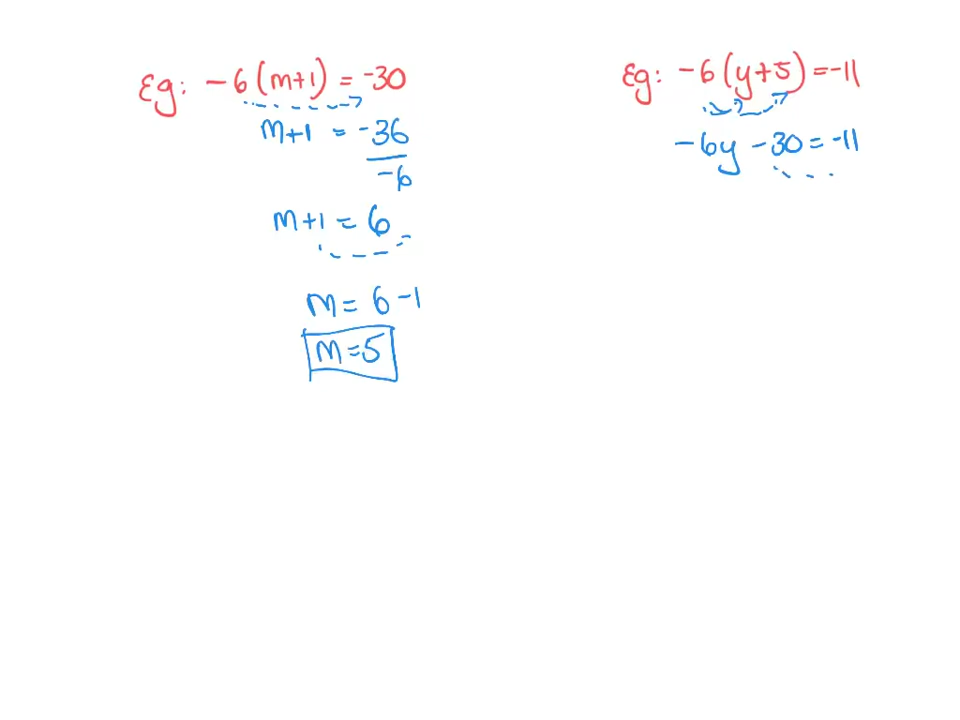 Eg: -6(m+1) = -30
m+1 = -36
-6
m+1 = 6
m = 6 -1
m = 5
Eg: -6(y+5) = -11
-6y - 30 = -11